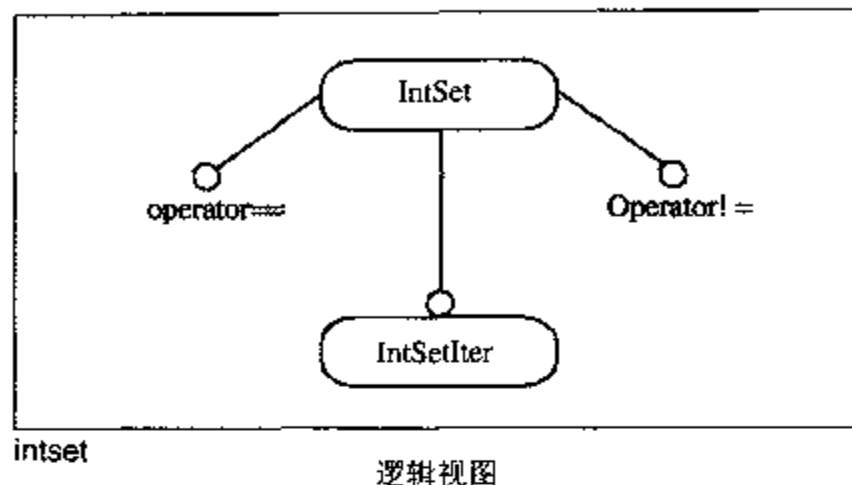 IntSet
operator==
Operator! =
IntSetIter
intset
逻辑视图